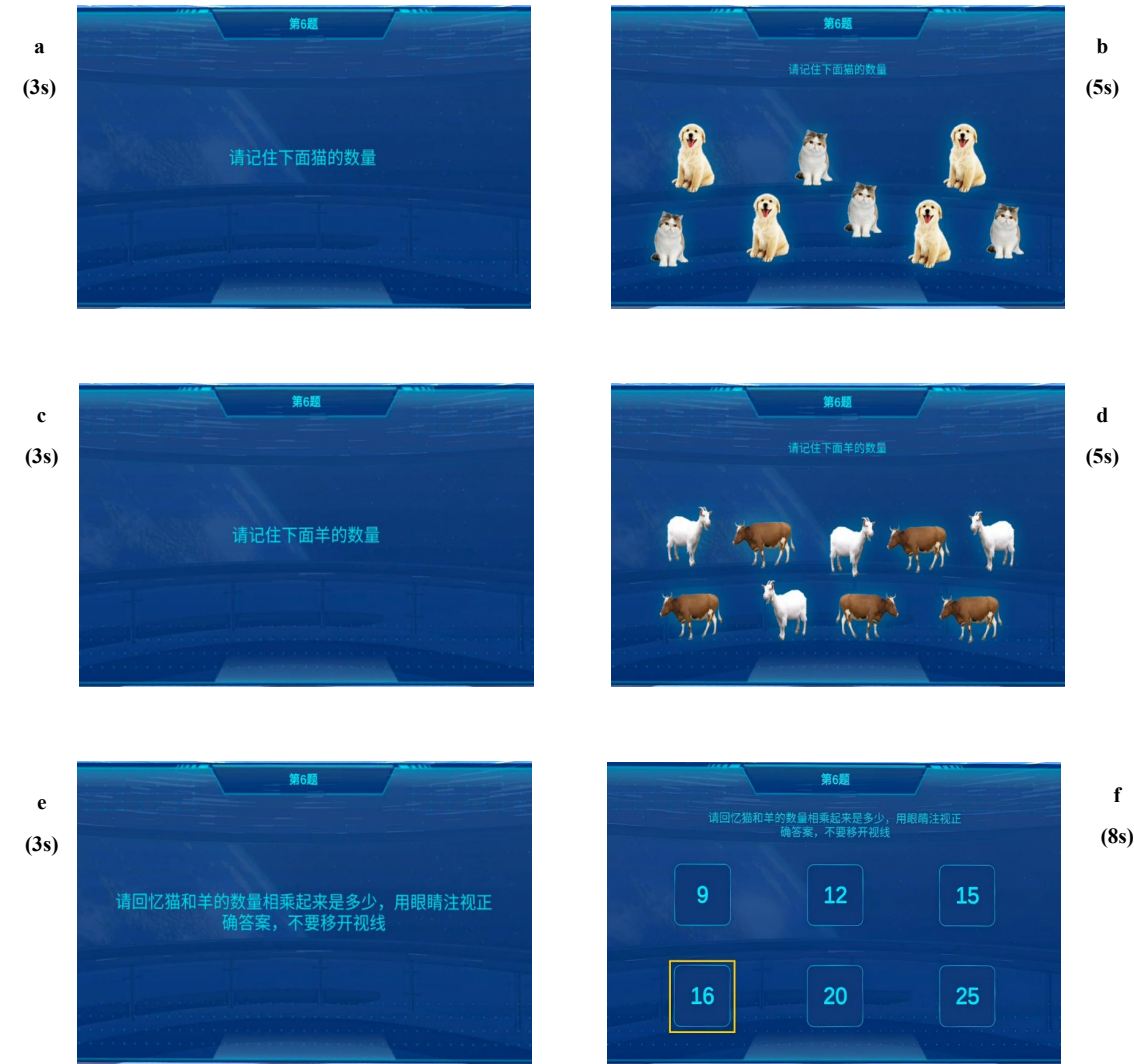 a
(3s)
第6题
请记住下面猫的数量
b
(5s)
第6题
请记住下面猫的数量
c
(3s)
第6题
请记住下面羊的数量
d
(5s)
第6题
请记住下面羊的数量
e
(3s)
第6题
请回忆猫和羊的数量相乘起来是多少，用眼睛注视正
确答案，不要移开视线
f
(8s)
第6题
请回忆猫和羊的数量相乘起来是多少，用眼睛注视正
确答案，不要移开视线
9 12 15
16 20 25